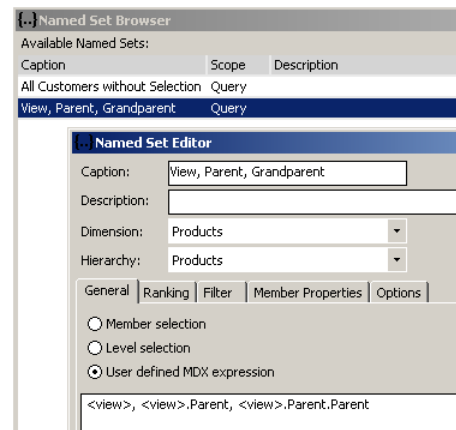 {..} Named Set Browser
Available Named Sets:
Caption Scope Description
All Customers without Selection Query
View, Parent, Grandparent Query
{..} Named Set Editor
Caption: View, Parent, Grandparent
Description:
Dimension: Products
Hierarchy: Products
General Ranking Filter Member Properties Options
Member selection
Level selection
User defined MDX expression
<view>, <view>.Parent, <view>.Parent.Parent